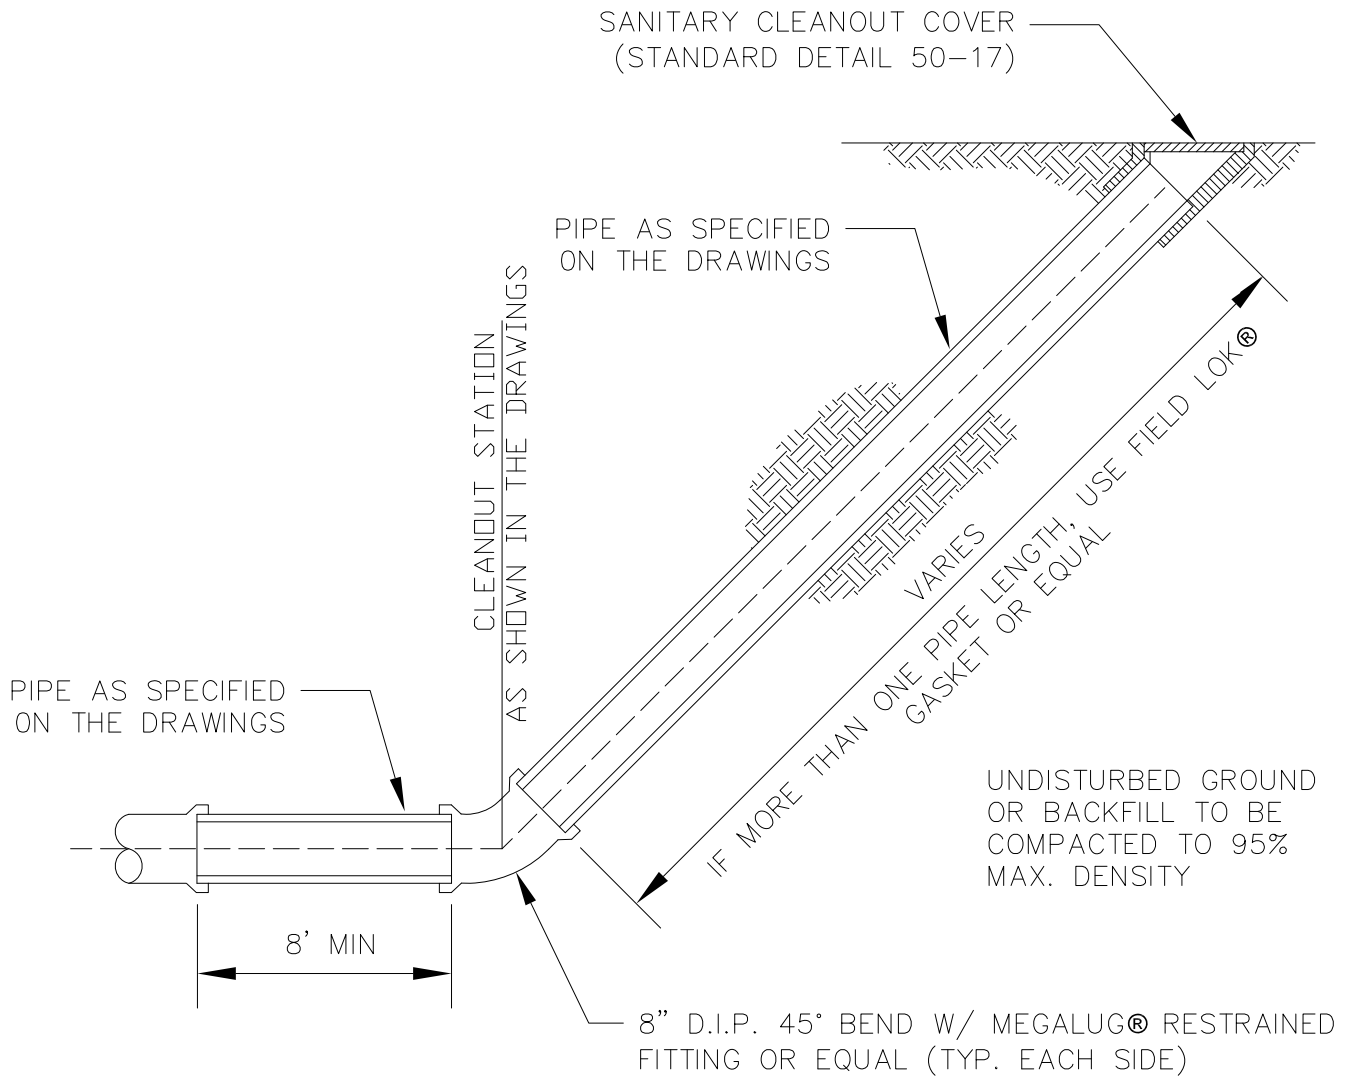 SANITARY CLEANOUT COVER
(STANDARD DETAIL 50-17)
PIPE AS SPECIFIED
ON THE DRAWINGS
CLEANOUT STATION
AS SHOWN IN THE DRAWINGS
VARIES
IF MORE THAN ONE PIPE LENGTH, USE FIELD LOK®
GASKET OR EQUAL
PIPE AS SPECIFIED
ON THE DRAWINGS
UNDISTURBED GROUND
OR BACKFILL TO BE
COMPACTED TO 95%
MAX. DENSITY
8' MIN
8" D.I.P. 45° BEND W/ MEGALUG® RESTRAINED
FITTING OR EQUAL (TYP. EACH SIDE)